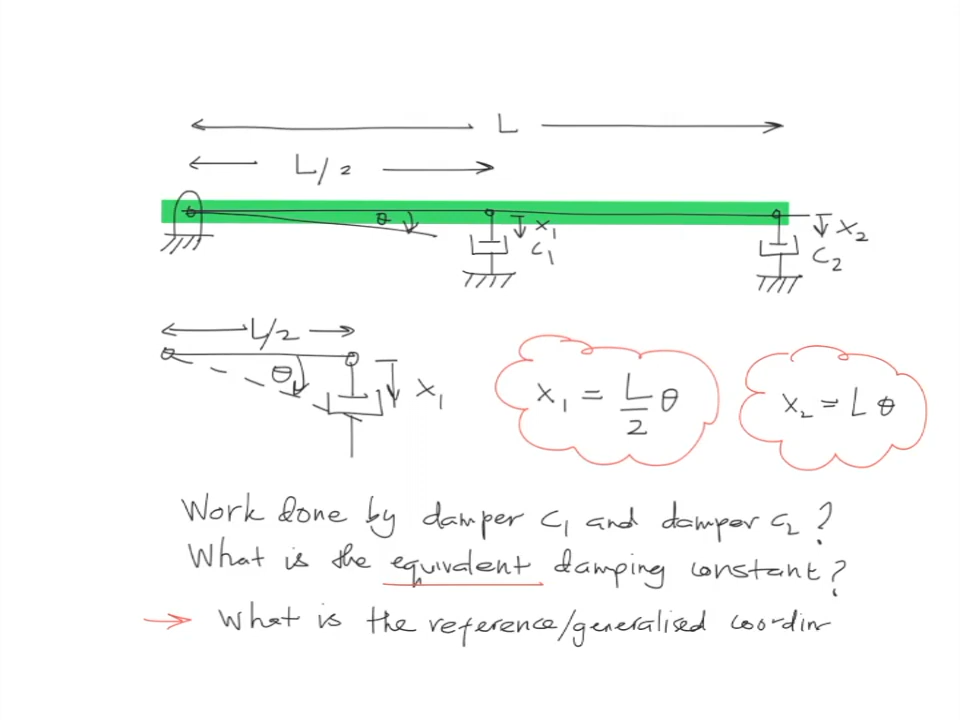 L
L/2
θ x₁ x₂
c₁ c₂
L/2
θ x₁ x₁ = L/2 θ x₂ = L θ
Work done by damper c₁ and damper c₂ ?
What is the equivalent damping constant ?
→ What is the reference/generalised coordin